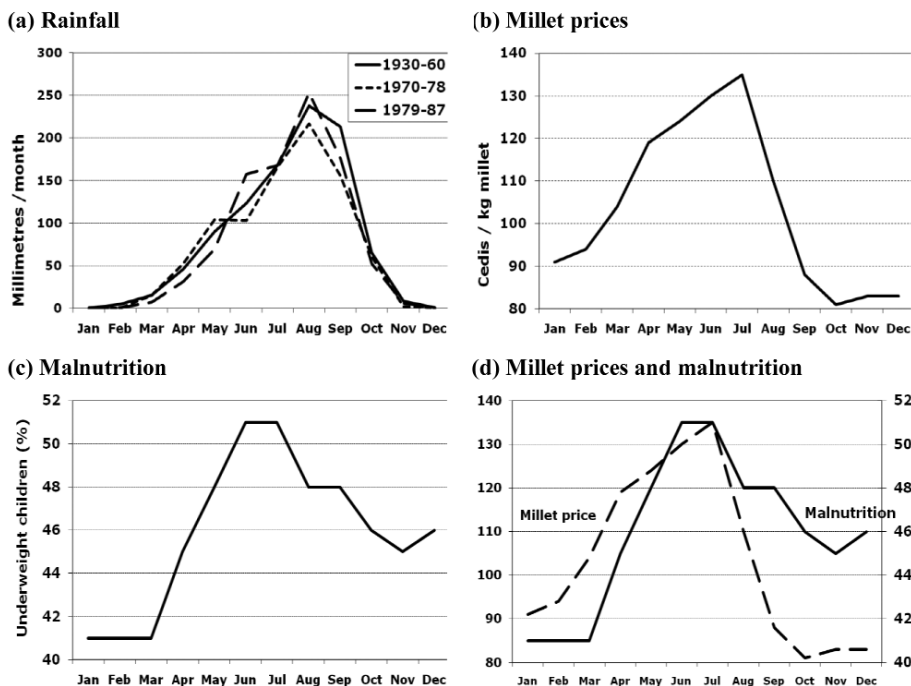 (a) Rainfall
300
250
200
150
100
50
0
Millimetres /month
1930-60
1970-78
1979-87
Jan Feb Mar Apr May Jun Jul Aug Sep Oct Nov Dec
(b) Millet prices
140
130
120
110
100
90
80
Cedis / kg millet
Jan Feb Mar Apr May Jun Jul Aug Sep Oct Nov Dec
(c) Malnutrition
52
50
48
46
44
42
40
Underweight children (%)
Jan Feb Mar Apr May Jun Jul Aug Sep Oct Nov Dec
(d) Millet prices and malnutrition
140
130
120
110
100
90
80
Millet price
Malnutrition
52
50
48
46
44
42
40
Jan Feb Mar Apr May Jun Jul Aug Sep Oct Nov Dec